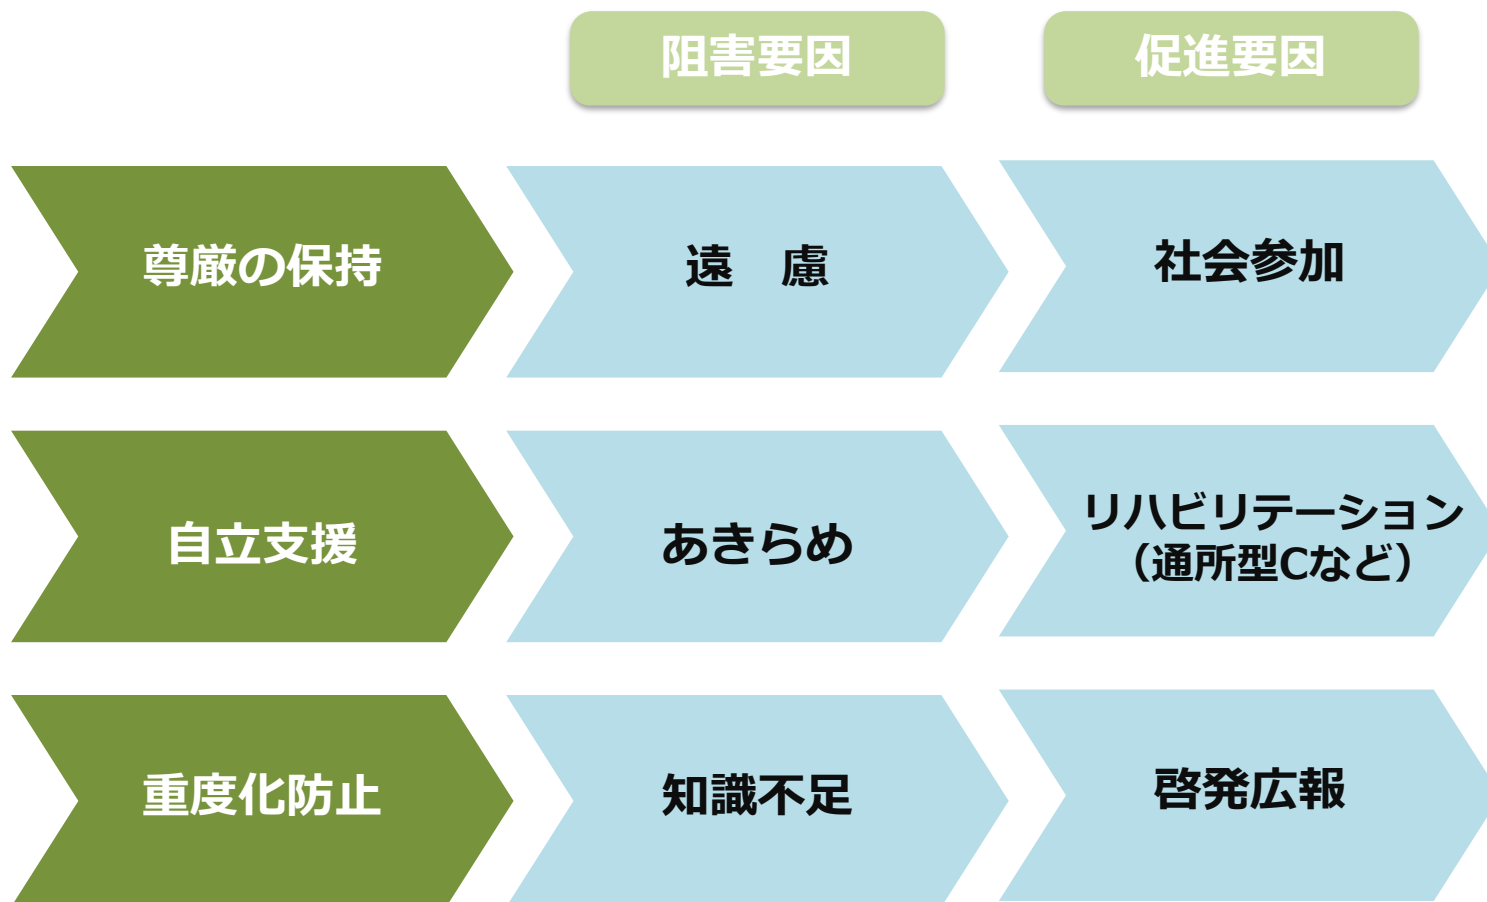 阻害要因
促進要因
尊厳の保持
遠　慮
社会参加
自立支援
あきらめ
リハビリテーション
（通所型Cなど）
重度化防止
知識不足
啓発広報